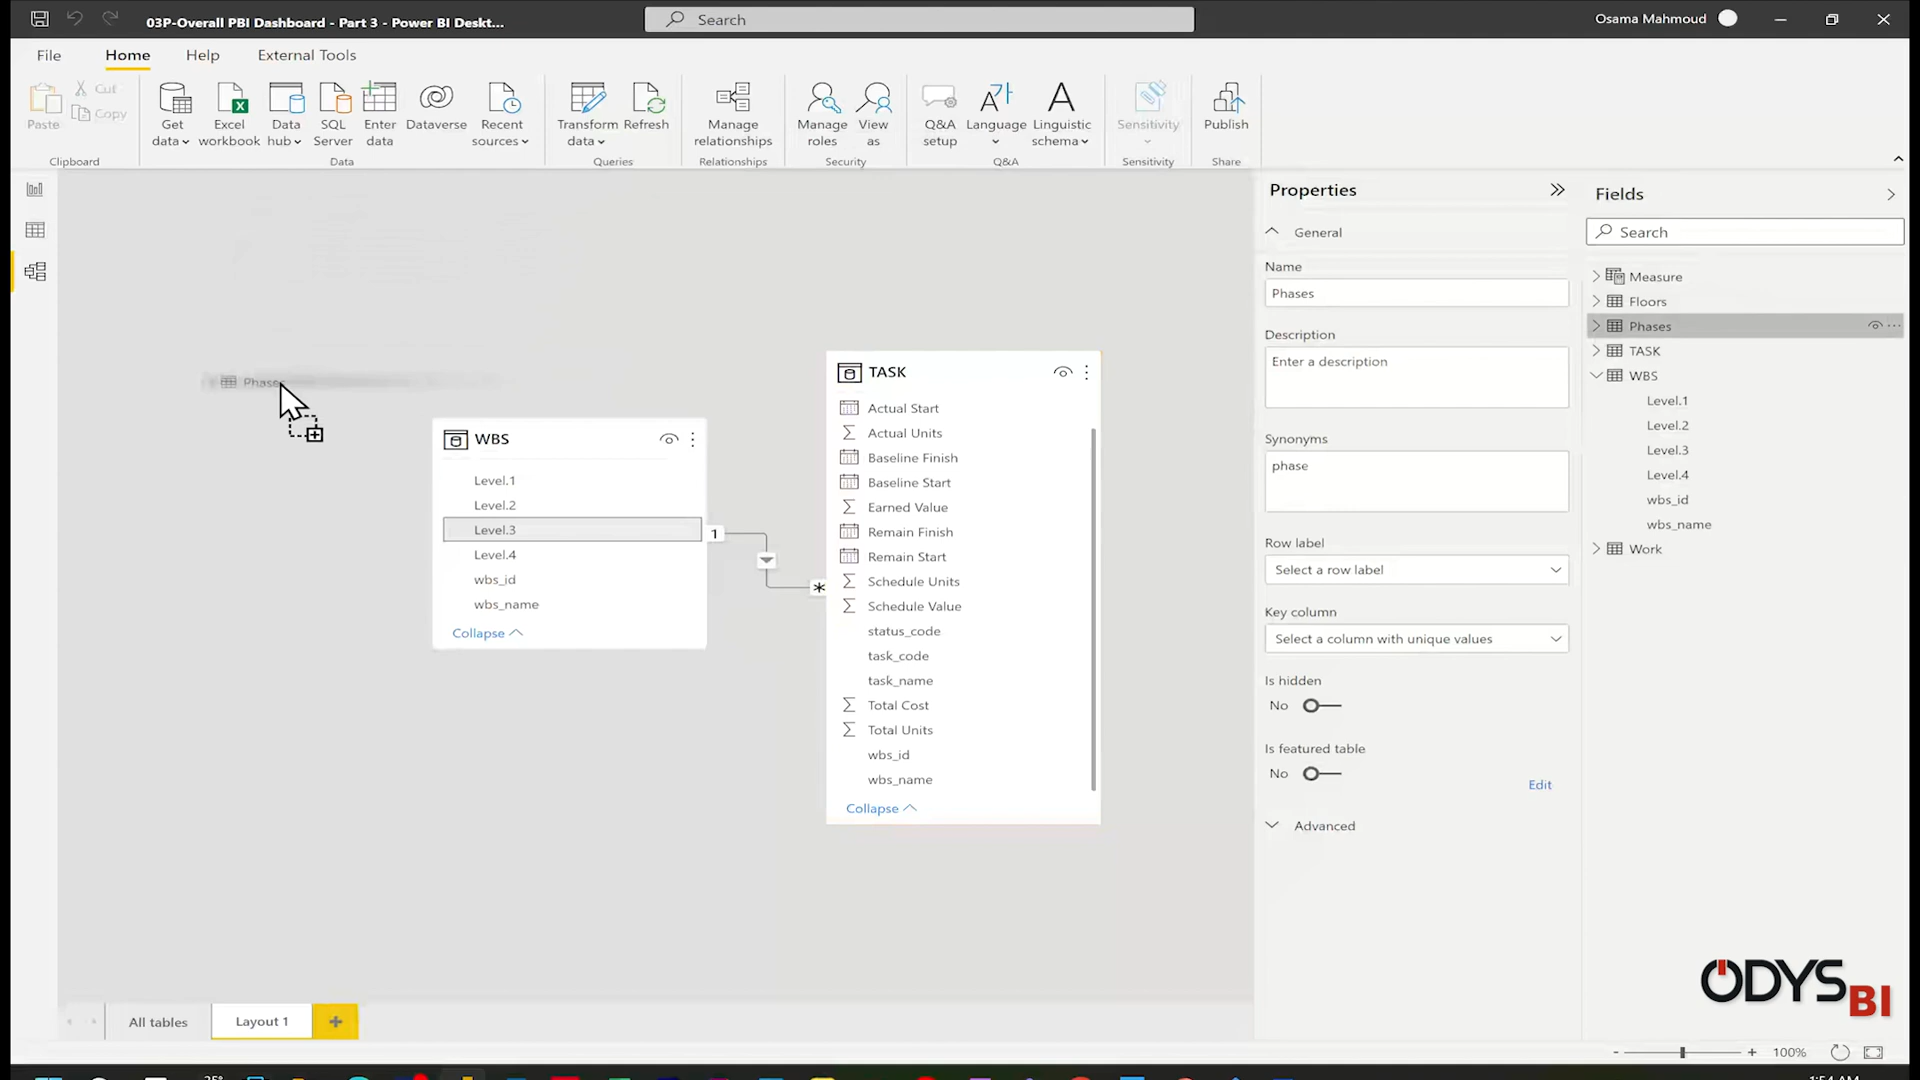 03P-Overall PBI Dashboard - Part 3 - Power BI Deskt...
Search
Osama Mahmoud
File
Home
Help
External Tools
Paste
Cut
Copy
Get data
Excel workbook
Data hub
SQL Server
Enter data
Dataverse
Recent sources
Transform data
Refresh
Manage relationships
Manage roles
View as
Q&A setup
Language
Linguistic schema
Sensitivity
Publish
Clipboard
Data
Queries
Relationships
Security
Q&A
Sensitivity
Share
Phases
WBS
Level.1
Level.2
Level.3
Level.4
wbs_id
wbs_name
Collapse
1
*
TASK
Actual Start
Actual Units
Baseline Finish
Baseline Start
Earned Value
Remain Finish
Remain Start
Schedule Units
Schedule Value
status_code
task_code
task_name
Total Cost
Total Units
wbs_id
wbs_name
Collapse
Properties
General
Name
Phases
Description
Enter a description
Synonyms
phase
Row label
Select a row label
Key column
Select a column with unique values
Is hidden
No
Is featured table
No
Edit
Advanced
Fields
Search
Measure
Floors
Phases
TASK
WBS
Level.1
Level.2
Level.3
Level.4
wbs_id
wbs_name
Work
ODYS BI
All tables
Layout 1
100%
1:54 AM